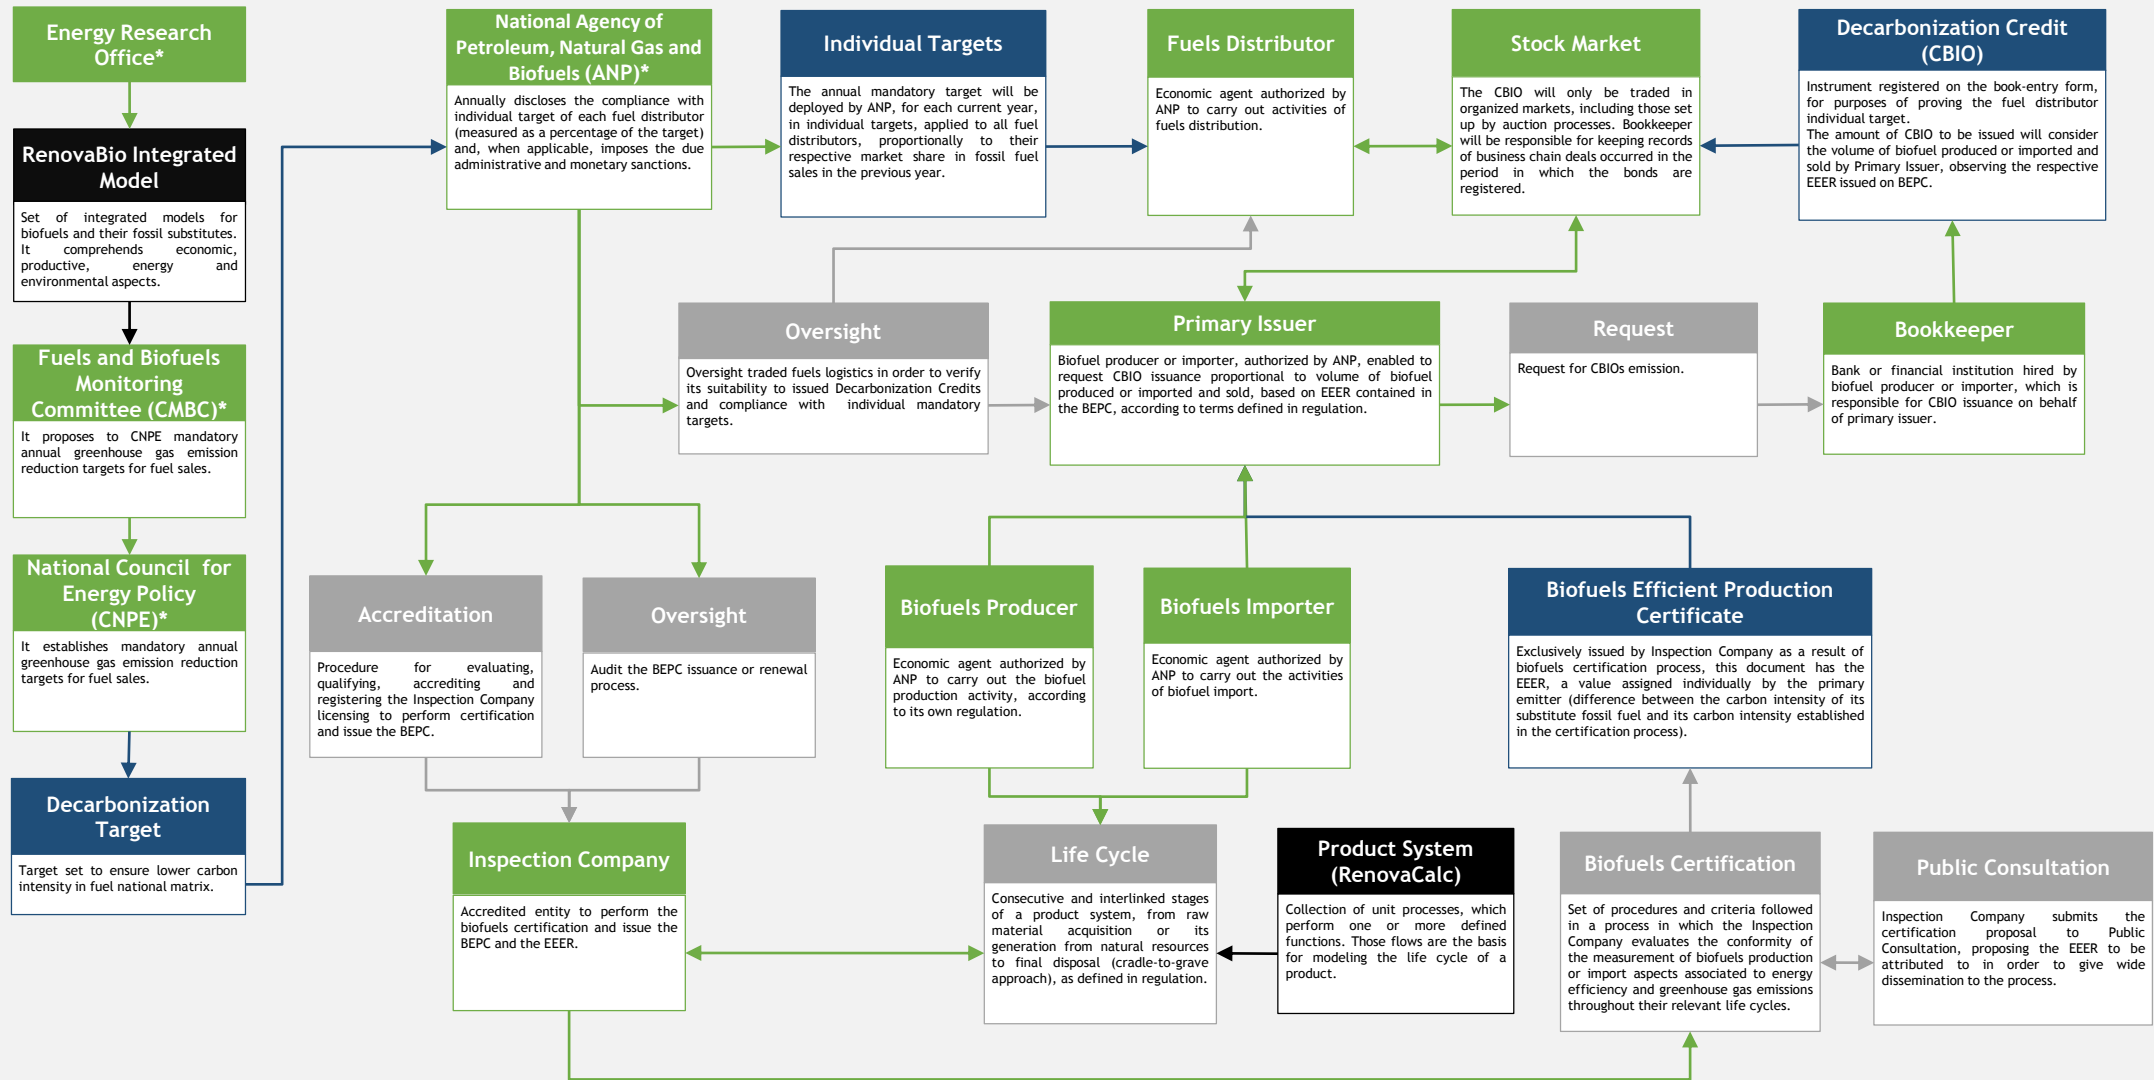 Energy Research
Office*
RenovaBio Integrated
Model
Set of integrated models for
biofuels and their fossil substitutes.
It comprehends economic,
productive, energy and
environmental aspects.
Fuels and Biofuels
Monitoring
Committee (CMBC)*
It proposes to CNPE mandatory
annual greenhouse gas emission
reduction targets for fuel sales.
National Council for
Energy Policy
(CNPE)*
It establishes mandatory annual
greenhouse gas emission reduction
targets for fuel sales.
Decarbonization
Target
Target set to ensure lower carbon
intensity in fuel national matrix.
National Agency of
Petroleum, Natural Gas and
Biofuels (ANP)*
Annually discloses the compliance with
individual target of each fuel distributor
(measured as a percentage of the target)
and, when applicable, imposes the due
administrative and monetary sanctions.
Individual Targets
The annual mandatory target will be
deployed by ANP, for each current year,
in individual targets, applied to all fuel
distributors, proportionally to their
respective market share in fossil fuel
sales in the previous year.
Fuels Distributor
Economic agent authorized by
ANP to carry out activities of
fuels distribution.
Stock Market
The CBIO will only be traded in
organized markets, including those set
up by auction processes. Bookkeeper
will be responsible for keeping records
of business chain deals occurred in the
period in which the bonds are
registered.
Decarbonization Credit
(CBIO)
Instrument registered on the book-entry form,
for purposes of proving the fuel distributor
individual target.
The amount of CBIO to be issued will consider
the volume of biofuel produced or imported and
sold by Primary Issuer, observing the respective
EEER issued on BEPC.
Oversight
Oversight traded fuels logistics in order to verify
its suitability to issued Decarbonization Credits
and compliance with individual mandatory
targets.
Primary Issuer
Biofuel producer or importer, authorized by ANP, enabled to
request CBIO issuance proportional to volume of biofuel
produced or imported and sold, based on EEER contained in
the BEPC, according to terms defined in regulation.
Request
Request for CBIOs emission.
Bookkeeper
Bank or financial institution hired by
biofuel producer or importer, which is
responsible for CBIO issuance on behalf
of primary issuer.
Accreditation
Procedure for evaluating,
qualifying, accrediting and
registering the Inspection Company
licensing to perform certification
and issue the BEPC.
Oversight
Audit the BEPC issuance or renewal
process.
Biofuels Producer
Economic agent authorized by
ANP to carry out the biofuel
production activity, according
to its own regulation.
Biofuels Importer
Economic agent authorized by
ANP to carry out the activities
of biofuel import.
Biofuels Efficient Production
Certificate
Exclusively issued by Inspection Company as a result of
biofuels certification process, this document has the
EEER, a value assigned individually by the primary
emitter (difference between the carbon intensity of its
substitute fossil fuel and its carbon intensity established
in the certification process).
Inspection Company
Accredited entity to perform the
biofuels certification and issue the
BEPC and the EEER.
Life Cycle
Consecutive and interlinked stages
of a product system, from raw
material acquisition or its
generation from natural resources
to final disposal (cradle-to-grave
approach), as defined in regulation.
Product System
(RenovaCalc)
Collection of unit processes, which
perform one or more defined
functions. Those flows are the basis
for modeling the life cycle of a
product.
Biofuels Certification
Set of procedures and criteria followed
in a process in which the Inspection
Company evaluates the conformity of
the measurement of biofuels production
or import aspects associated to energy
efficiency and greenhouse gas emissions
throughout their relevant life cycles.
Public Consultation
Inspection Company submits the
certification proposal to Public
Consultation, proposing the EEER to be
attributed to in order to give wide
dissemination to the process.